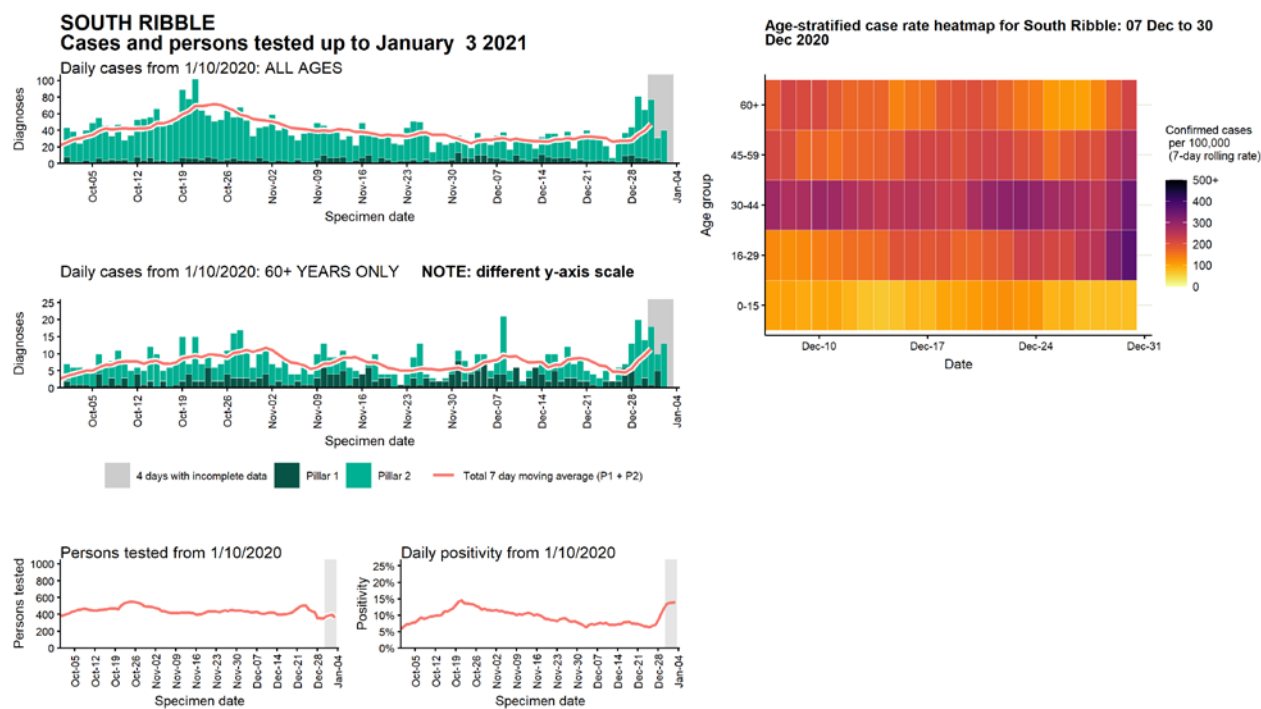 SOUTH RIBBLE
Cases and persons tested up to January 3 2021
Daily cases from 1/10/2020: ALL AGES
Diagnoses
100
80
60
40
20
0
Oct-05
Oct-12
Oct-19
Oct-26
Nov-02
Nov-09
Nov-16
Nov-23
Nov-30
Dec-07
Dec-14
Dec-21
Dec-28
Jan-04
Specimen date
Daily cases from 1/10/2020: 60+ YEARS ONLY NOTE: different y-axis scale
Diagnoses
25
20
15
10
5
0
Oct-05
Oct-12
Oct-19
Oct-26
Nov-02
Nov-09
Nov-16
Nov-23
Nov-30
Dec-07
Dec-14
Dec-21
Dec-28
Jan-04
Specimen date
4 days with incomplete data
Pillar 1
Pillar 2
Total 7 day moving average (P1 + P2)
Persons tested from 1/10/2020
Persons tested
1000
800
600
400
200
0
Oct-05
Oct-12
Oct-19
Oct-26
Nov-02
Nov-09
Nov-16
Nov-23
Nov-30
Dec-07
Dec-14
Dec-21
Dec-28
Jan-04
Specimen date
Daily positivity from 1/10/2020
Positivity
25%
20%
15%
10%
5%
0%
Oct-05
Oct-12
Oct-19
Oct-26
Nov-02
Nov-09
Nov-16
Nov-23
Nov-30
Dec-07
Dec-14
Dec-21
Dec-28
Jan-04
Specimen date
Age-stratified case rate heatmap for South Ribble: 07 Dec to 30
Dec 2020
Age group
60+
45-59
30-44
16-29
0-15
Dec-10
Dec-17
Dec-24
Dec-31
Date
Confirmed cases
per 100,000
(7-day rolling rate)
500+
400
300
200
100
0